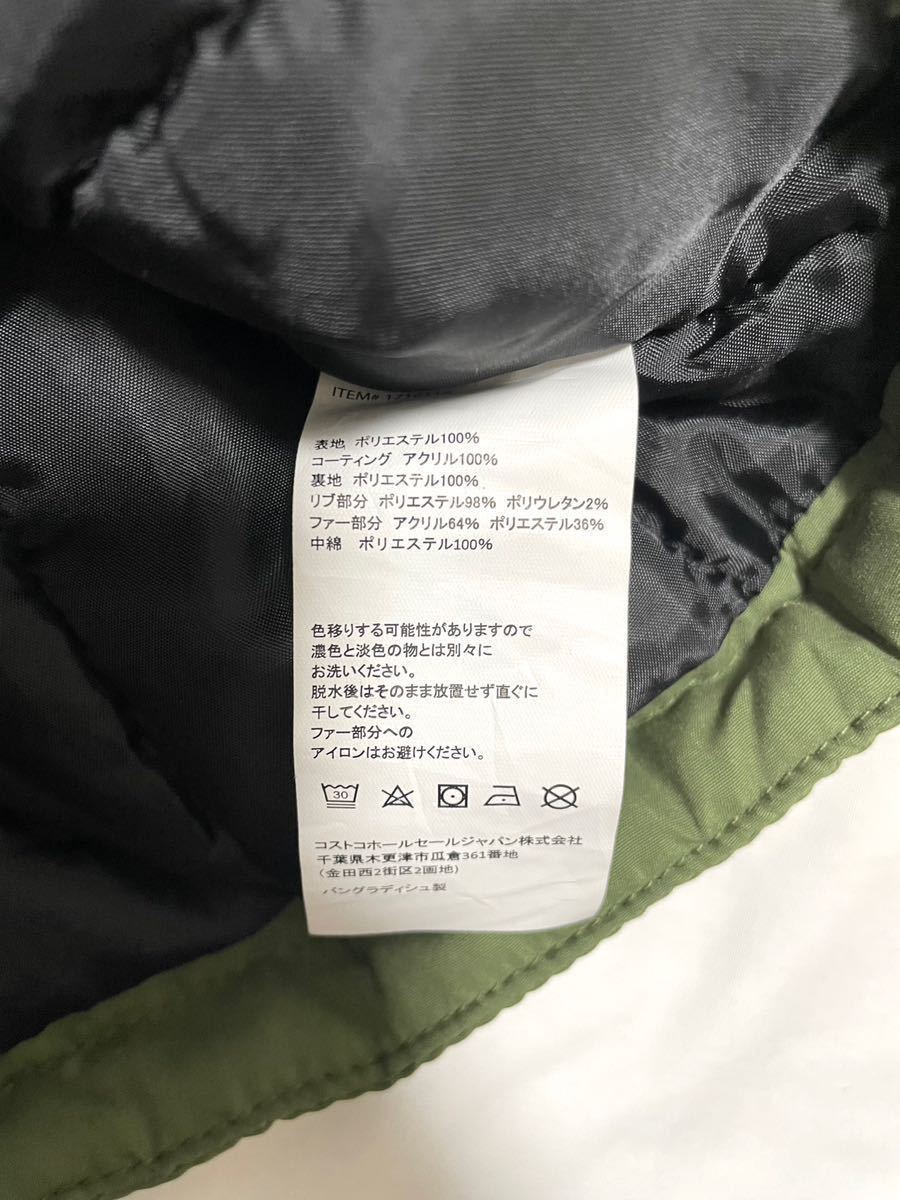 ITEM#
表地 ポリエステル100%
コーティング アクリル100%
裏地 ポリエステル100%
リブ部分 ポリエステル98% ポリウレタン2%
ファー部分 アクリル64% ポリエステル36%
中綿 ポリエステル100%
色移りする可能性がありますので
濃色と淡色の物とは別々に
お洗いください。
脱水後はそのまま放置せず直ぐに
干してください。
ファー部分への
アイロンはお避けください。
30
コストコホールセールジャパン株式会社
千葉県木更津市瓜倉361番地
(金田西2街区2画地)
バングラディシュ製